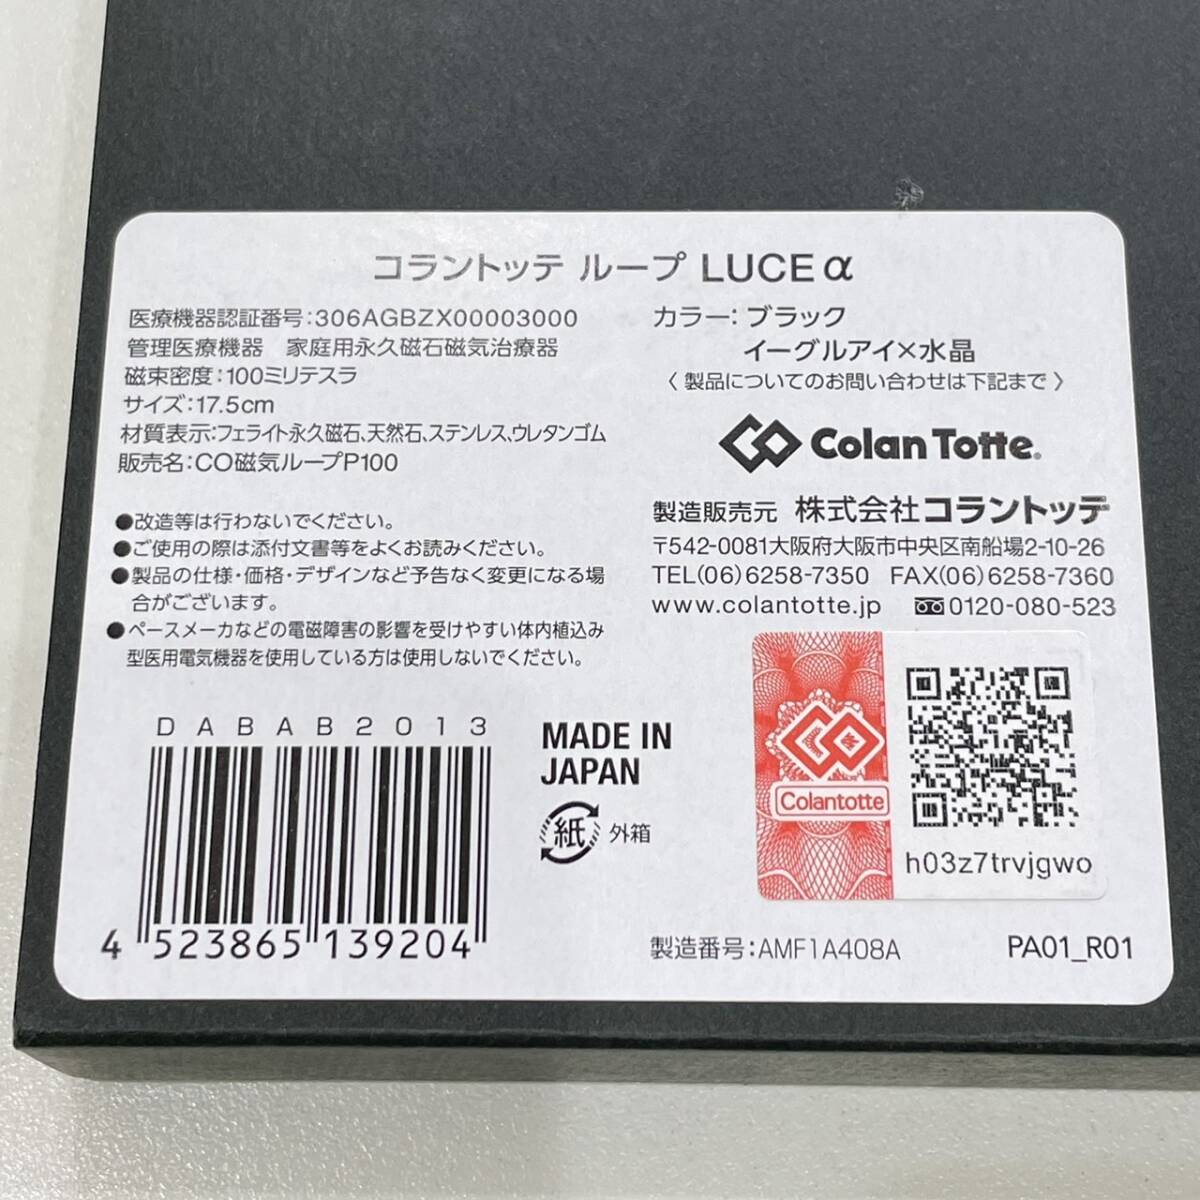 コラントッテ ループ LUCE α
医療機器認証番号:306AGBZX00003000
管理医療機器 家庭用永久磁石磁気治療器
磁束密度:100ミリテスラ
サイズ:17.5cm
材質表示:フェライト永久磁石、天然石、ステンレス、ウレタンゴム
販売名:CO磁気ループP100
●改造等は行わないでください。
●ご使用の際は添付文書等をよくお読みください。
●製品の仕様・価格・デザインなど予告なく変更になる場
合がございます。
●ペースメーカなどの電磁障害の影響を受けやすい体内植込み
型医用電気機器を使用している方は使用しないでください。
カラー:ブラック
イーグルアイ×水晶
〈製品についてのお問い合わせは下記まで〉
Colan Totte.
製造販売元 株式会社コラントッテ
〒542-0081大阪府大阪市中央区南船場2-10-26
TEL(06)6258-7350 FAX(06)6258-7360
www.colantotte.jp 0120-080-523
DABAB2013
4 523865 139204
MADE IN
JAPAN
紙 外箱
Colantotte
h03z7trvjgwo
製造番号:AMF1A408A
PA01_R01